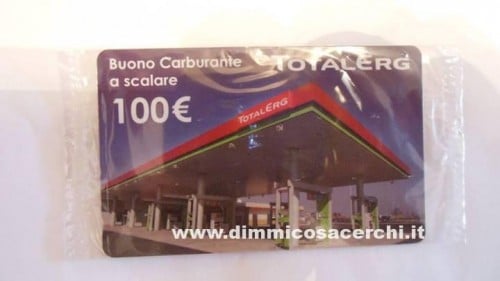 Buono Carburante
a scalare
100€
TOTALERG
TOTALERG
www.dimmicosacerchi.it